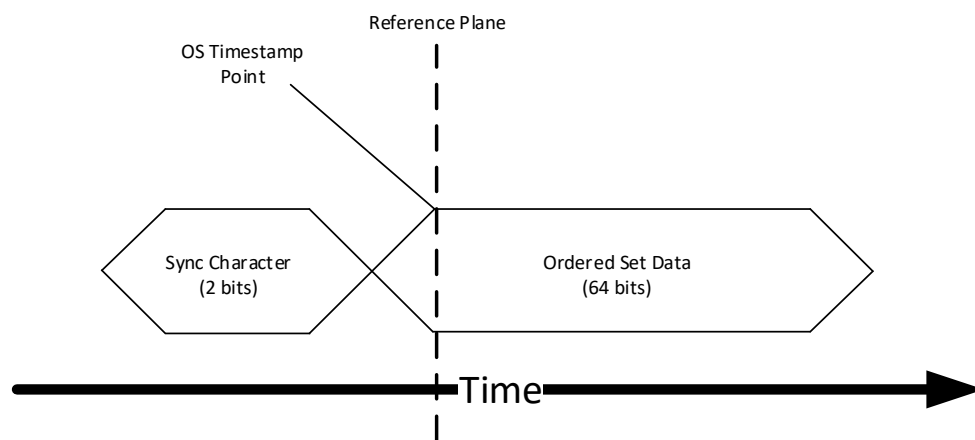 Reference Plane
OS Timestamp
Point
Sync Character
(2 bits)
Ordered Set Data
(64 bits)
Time